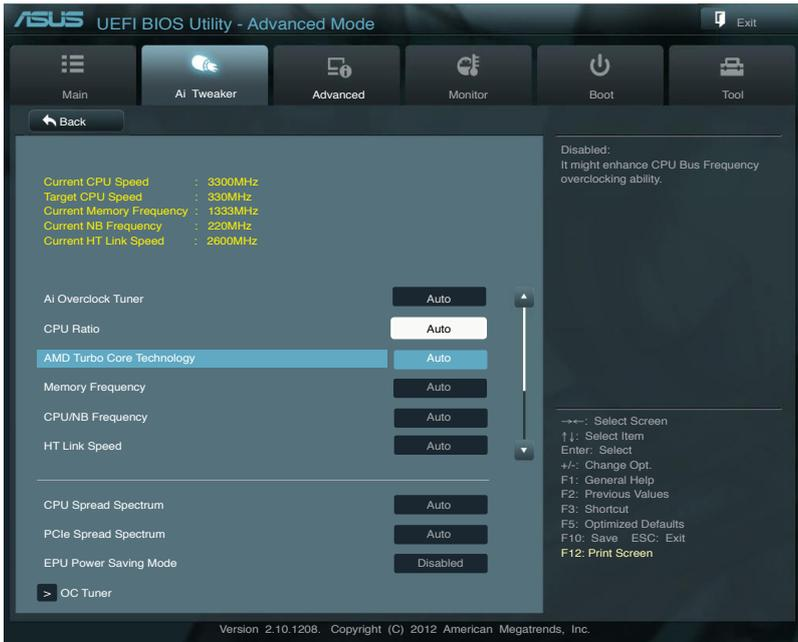 ASUS UEFI BIOS Utility - Advanced Mode
Exit
Main
Ai Tweaker
Advanced
Monitor
Boot
Tool
Back
Current CPU Speed : 3300MHz
Target CPU Speed : 330MHz
Current Memory Frequency : 1333MHz
Current NB Frequency : 220MHz
Current HT Link Speed : 2600MHz
Ai Overclock Tuner Auto
CPU Ratio Auto
AMD Turbo Core Technology Auto
Memory Frequency Auto
CPU/NB Frequency Auto
HT Link Speed Auto
CPU Spread Spectrum Auto
PCIe Spread Spectrum Auto
EPU Power Saving Mode Disabled
> OC Tuner
Disabled:
It might enhance CPU Bus Frequency
overclocking ability.
→←: Select Screen
↑↓: Select Item
Enter: Select
+/-: Change Opt.
F1: General Help
F2: Previous Values
F3: Shortcut
F5: Optimized Defaults
F10: Save ESC: Exit
F12: Print Screen
Version 2.10.1208. Copyright (C) 2012 American Megatrends, Inc.